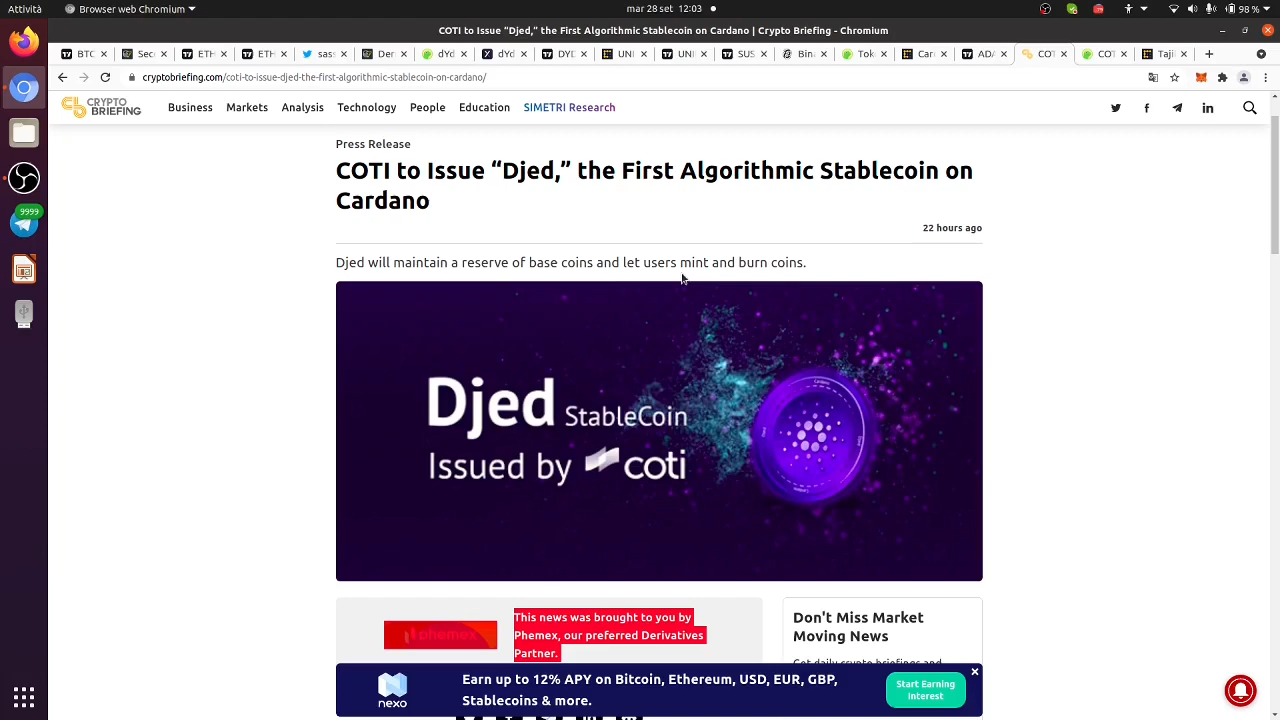 Attività
Browser web Chromium
mar 28 set 12:03
98 %
COTI to Issue “Djed,” the First Algorithmic Stablecoin on Cardano | Crypto Briefing - Chromium
BTC
Sec
ETH
ETH
sas
Der
dYd
dYd
DYD
UNI
UNI
SUS
Bin
Tok
Car
ADA
COT
COT
Taji
cryptobriefing.com/coti-to-issue-djed-the-first-algorithmic-stablecoin-on-cardano/
CRYPTO
BRIEFING
Business
Markets
Analysis
Technology
People
Education
SIMETRI Research
9999
Press Release
COTI to Issue “Djed,” the First Algorithmic Stablecoin on
Cardano
22 hours ago
Djed will maintain a reserve of base coins and let users mint and burn coins.
Djed StableCoin
Issued by coti
phemex
This news was brought to you by
Phemex, our preferred Derivatives
Partner.
Don't Miss Market
Moving News
Get daily crypto briefings and
nexo
Earn up to 12% APY on Bitcoin, Ethereum, USD, EUR, GBP,
Stablecoins & more.
Start Earning
Interest